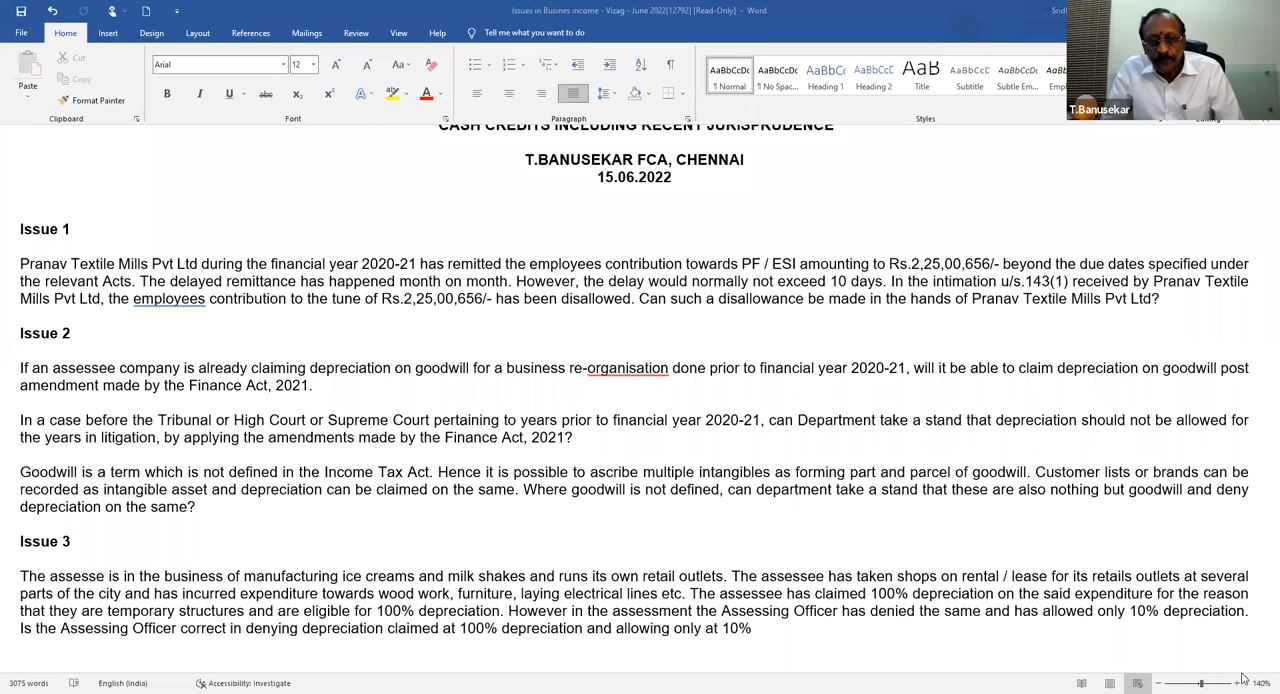 Issues in Busines income - Vizag - June 2022[12792] [Read-Only] - Word
Sridh
File Home Insert Design Layout References Mailings Review View Help Tell me what you want to do
Paste
Cut
Copy
Format Painter
Clipboard
Arial 12
Font
Paragraph
AaBbCcDc AaBbCcDc AaBbCc AaBbCcD AaB AaBbCcD AaBbCcDc
¶ Normal ¶ No Spac... Heading 1 Heading 2 Title Subtitle Subtle Em...
Styles
T.Banusekar
CASH CREDITS INCLUDING RECENT JURISPRUDENCE
T.BANUSEKAR FCA, CHENNAI
15.06.2022
Issue 1
Pranav Textile Mills Pvt Ltd during the financial year 2020-21 has remitted the employees contribution towards PF / ESI amounting to Rs.2,25,00,656/- beyond the due dates specified under
the relevant Acts. The delayed remittance has happened month on month. However, the delay would normally not exceed 10 days. In the intimation u/s.143(1) received by Pranav Textile
Mills Pvt Ltd, the employees contribution to the tune of Rs.2,25,00,656/- has been disallowed. Can such a disallowance be made in the hands of Pranav Textile Mills Pvt Ltd?
Issue 2
If an assessee company is already claiming depreciation on goodwill for a business re-organisation done prior to financial year 2020-21, will it be able to claim depreciation on goodwill post
amendment made by the Finance Act, 2021.
In a case before the Tribunal or High Court or Supreme Court pertaining to years prior to financial year 2020-21, can Department take a stand that depreciation should not be allowed for
the years in litigation, by applying the amendments made by the Finance Act, 2021?
Goodwill is a term which is not defined in the Income Tax Act. Hence it is possible to ascribe multiple intangibles as forming part and parcel of goodwill. Customer lists or brands can be
recorded as intangible asset and depreciation can be claimed on the same. Where goodwill is not defined, can department take a stand that these are also nothing but goodwill and deny
depreciation on the same?
Issue 3
The assesse is in the business of manufacturing ice creams and milk shakes and runs its own retail outlets. The assessee has taken shops on rental / lease for its retails outlets at several
parts of the city and has incurred expenditure towards wood work, furniture, laying electrical lines etc. The assessee has claimed 100% depreciation on the said expenditure for the reason
that they are temporary structures and are eligible for 100% depreciation. However in the assessment the Assessing Officer has denied the same and has allowed only 10% depreciation.
Is the Assessing Officer correct in denying depreciation claimed at 100% depreciation and allowing only at 10%
3075 words English (India) Accessibility: Investigate 140%